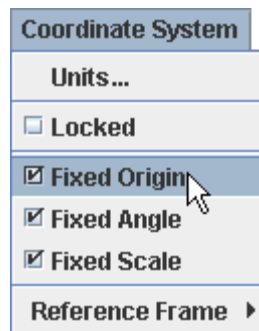 Coordinate System
Units...
Locked
Fixed Origin
Fixed Angle
Fixed Scale
Reference Frame